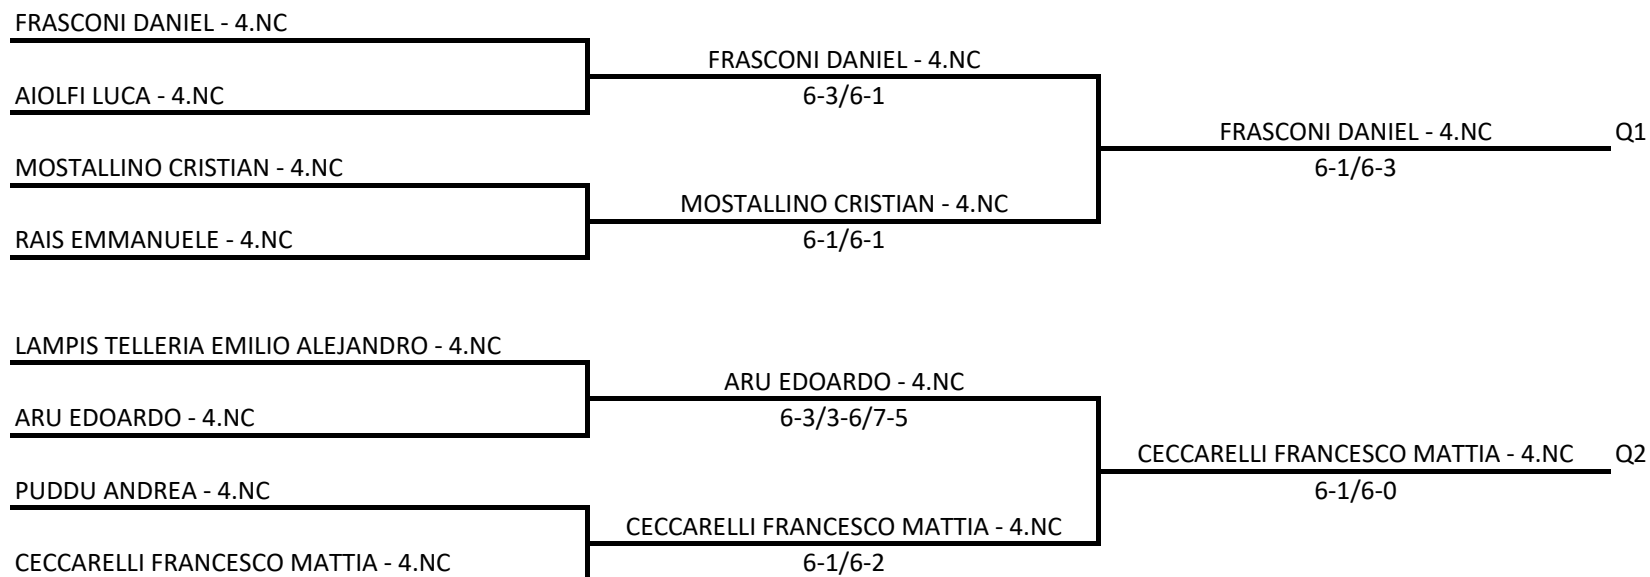 FRASCONI DANIEL - 4.NC
FRASCONI DANIEL - 4.NC
AIOLFI LUCA - 4.NC
6-3/6-1
FRASCONI DANIEL - 4.NC
Q1
MOSTALLINO CRISTIAN - 4.NC
6-1/6-3
MOSTALLINO CRISTIAN - 4.NC
RAIS EMMANUELE - 4.NC
6-1/6-1
LAMPIS TELLERIA EMILIO ALEJANDRO - 4.NC
ARU EDOARDO - 4.NC
ARU EDOARDO - 4.NC
6-3/3-6/7-5
CECCARELLI FRANCESCO MATTIA - 4.NC
Q2
PUDDU ANDREA - 4.NC
6-1/6-0
CECCARELLI FRANCESCO MATTIA - 4.NC
CECCARELLI FRANCESCO MATTIA - 4.NC
6-1/6-2